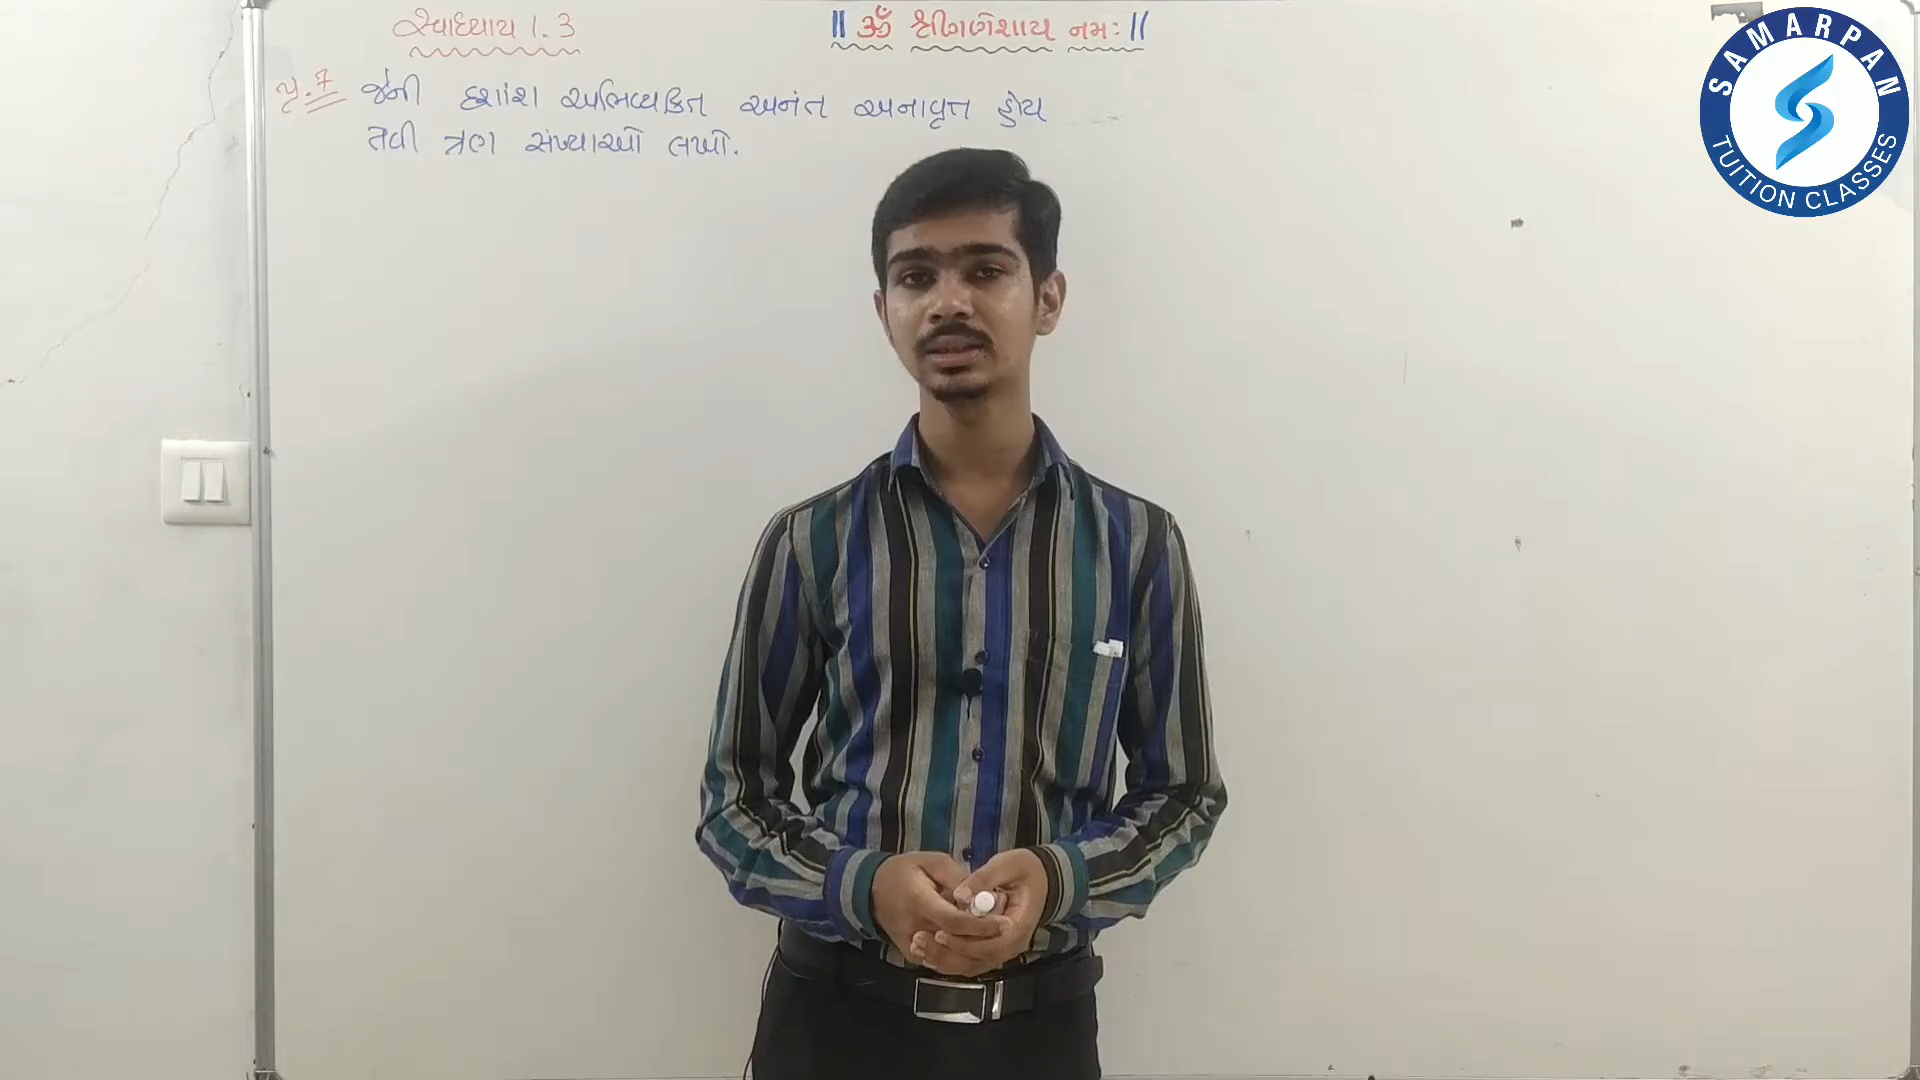 સ્વાધ્યાય 1.3
|| ॐ શ્રી ગણેશાય નમઃ ||
પ્ર.7 જેની દશાંશ અભિવ્યક્તિ અનંત અનાવૃત્ત હોય
તેવી ત્રણ સંખ્યાઓ લખો.
SAMARPAN
TUITION CLASSES